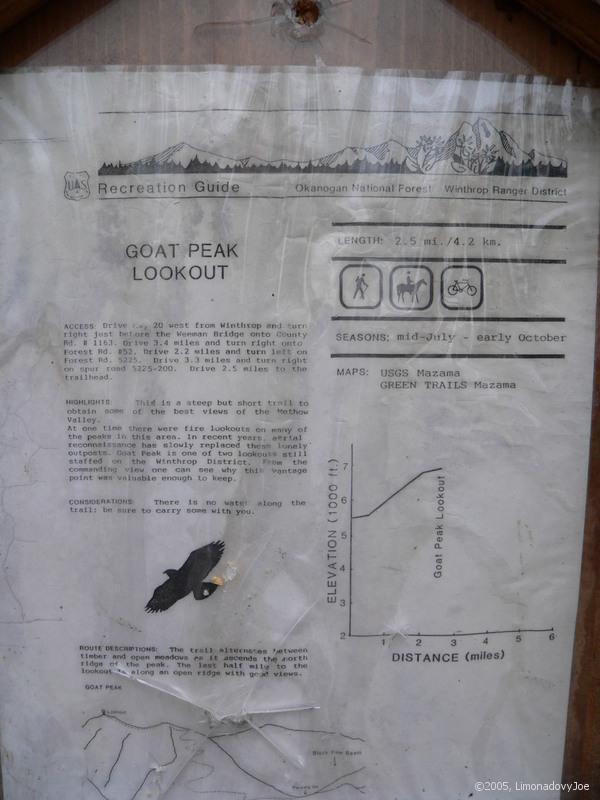 UAS
Recreation Guide
Okanogan National Forest Winthrop Ranger District
GOAT PEAK
LOOKOUT
LENGTH: 2.5 mi./4.2 km.
SEASONS: mid-July - early October
MAPS: USGS Mazama
GREEN TRAILS Mazama
ACCESS: Drive 20 west from Winthrop and turn
right just before the Weeman Bridge onto County
Rd. # 1163. Drive 3.4 miles and turn right onto
Forest Rd. #52. Drive 2.2 miles and turn left on
Forest Rd. 5225. Drive 3.3 miles and turn right
on spur road 5225-200. Drive 2.5 miles to the
trailhead.
HIGHLIGHTS: This is a steep but short trail to
obtain some of the best views of the Methow
Valley.
At one time there were fire lookouts on many of
the peaks in this area. In recent years, aerial
reconnaissance has slowly replaced these lonely
outposts. Goat Peak is one of two lookouts still
staffed on the Winthrop District. From the
commanding view one can see why this vantage
point was valuable enough to keep.
CONSIDERATIONS: There is no water along the
trail; be sure to carry some with you.
ELEVATION (1000 ft.)
7
6
5
4
3
2
Goat Peak Lookout
1 2 3 4 5 6
DISTANCE (miles)
ROUTE DESCRIPTIONS: The trail alternates between
timber and open meadows as it ascends the north
ridge of the peak. The last half mile to the
lookout is along an open ridge with good views.
GOAT PEAK
Lookout
Black Pine Basin
©2005, LimonadovyJoe